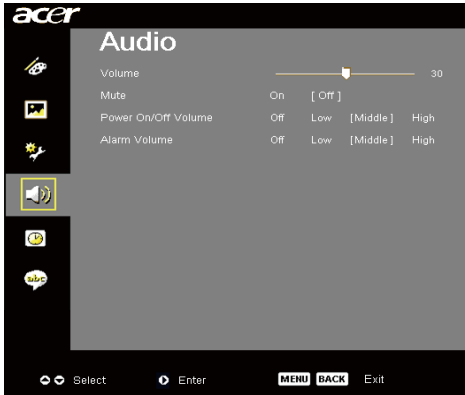 acer
Audio
Volume 30
Mute On [ Off ]
Power On/Off Volume Off Low [Middle ] High
Alarm Volume Off Low [Middle ] High
abc
Select Enter MENU BACK Exit